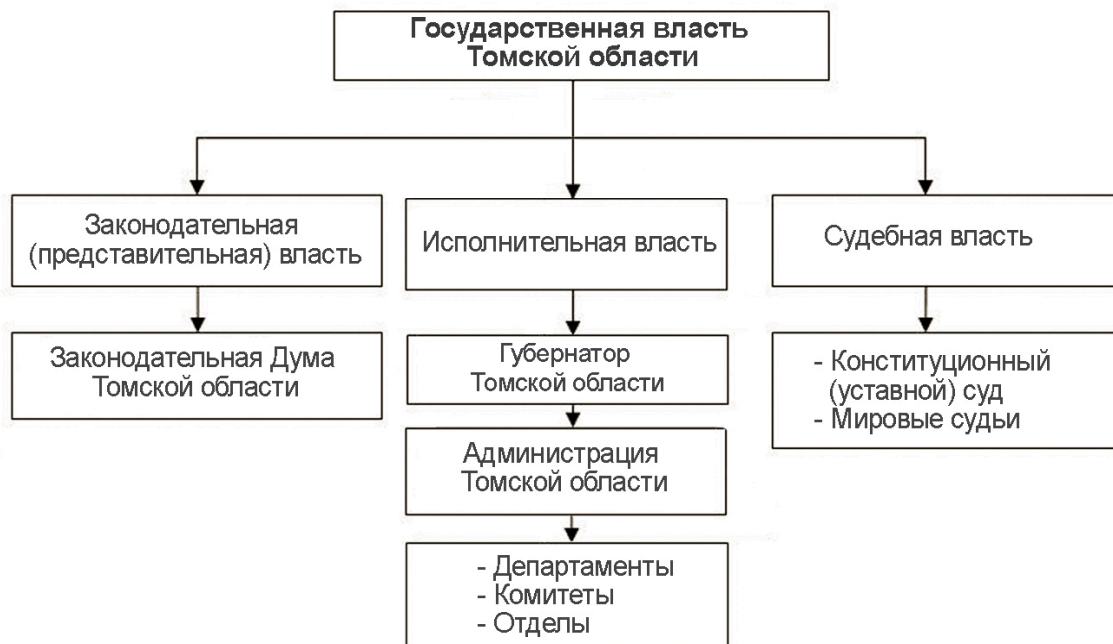 Государственная власть
Томской области
Законодательная
(представительная) власть
Исполнительная власть
Судебная власть
Законодательная Дума
Томской области
Губернатор
Томской области
Администрация
Томской области
- Департаменты
- Комитеты
- Отделы
- Конституционный
(уставной) суд
- Мировые судьи